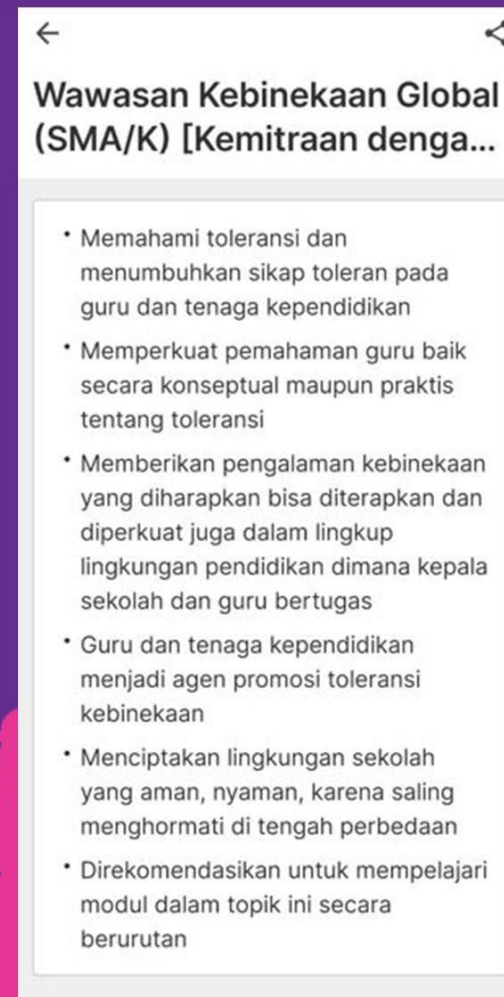 Wawasan Kebinekaan Global
(SMA/K) [Kemitraan denga...
• Memahami toleransi dan
menumbuhkan sikap toleran pada
guru dan tenaga kependidikan
• Memperkuat pemahaman guru baik
secara konseptual maupun praktis
tentang toleransi
• Memberikan pengalaman kebinekaan
yang diharapkan bisa diterapkan dan
diperkuat juga dalam lingkup
lingkungan pendidikan dimana kepala
sekolah dan guru bertugas
• Guru dan tenaga kependidikan
menjadi agen promosi toleransi
kebinekaan
• Menciptakan lingkungan sekolah
yang aman, nyaman, karena saling
menghormati di tengah perbedaan
• Direkomendasikan untuk mempelajari
modul dalam topik ini secara
berurutan